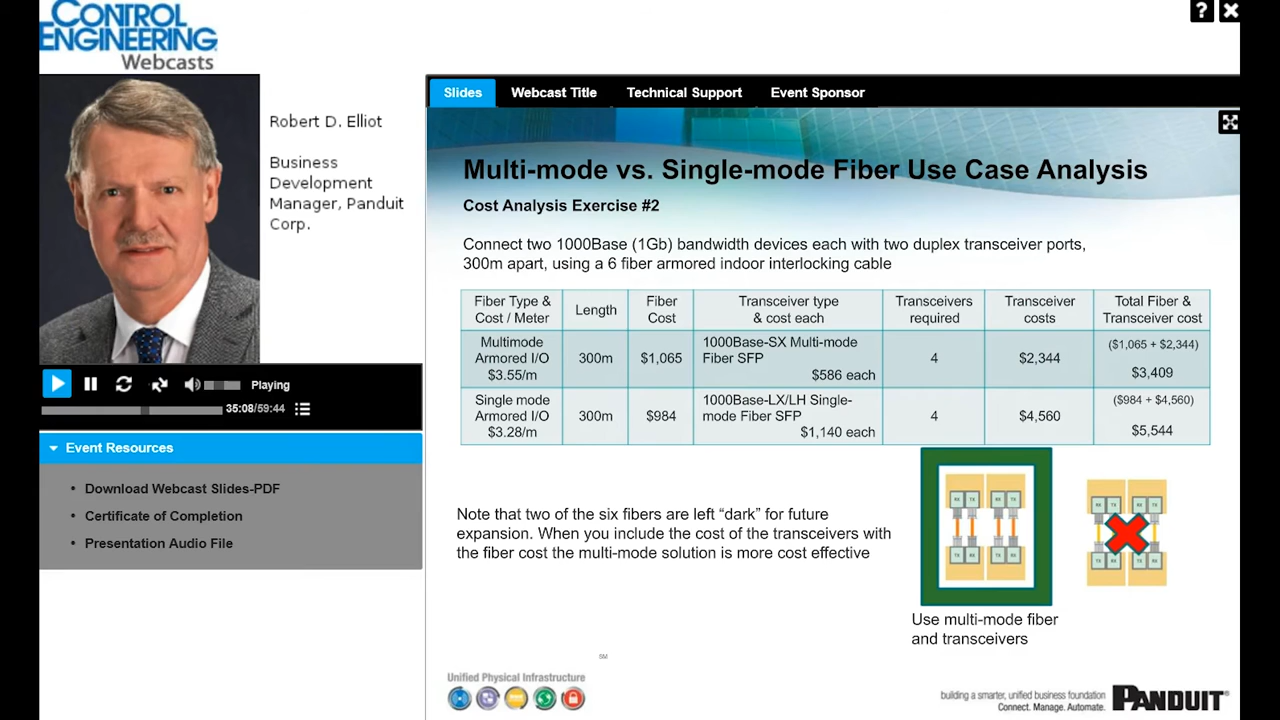 CONTROL
ENGINEERING
Webcasts
?
Robert D. Elliot
Business
Development
Manager, Panduit
Corp.
Playing
35:08/59:44
Event Resources
• Download Webcast Slides-PDF
• Certificate of Completion
• Presentation Audio File
Slides
Webcast Title
Technical Support
Event Sponsor
Multi-mode vs. Single-mode Fiber Use Case Analysis
Cost Analysis Exercise #2
Connect two 1000Base (1Gb) bandwidth devices each with two duplex transceiver ports,
300m apart, using a 6 fiber armored indoor interlocking cable
Fiber Type &
Cost / Meter
Length
Fiber
Cost
Transceiver type
& cost each
Transceivers
required
Transceiver
costs
Total Fiber &
Transceiver cost
Multimode
Armored I/O
$3.55/m
300m
$1,065
1000Base-SX Multi-mode
Fiber SFP
$586 each
4
$2,344
($1,065 + $2,344)
$3,409
Single mode
Armored I/O
$3.28/m
300m
$984
1000Base-LX/LH Single-
mode Fiber SFP
$1,140 each
4
$4,560
($984 + $4,560)
$5,544
Note that two of the six fibers are left “dark” for future
expansion. When you include the cost of the transceivers with
the fiber cost the multi-mode solution is more cost effective
Use multi-mode fiber
and transceivers
SM
Unified Physical Infrastructure
building a smarter, unified business foundation
Connect. Manage. Automate.
PANDUIT